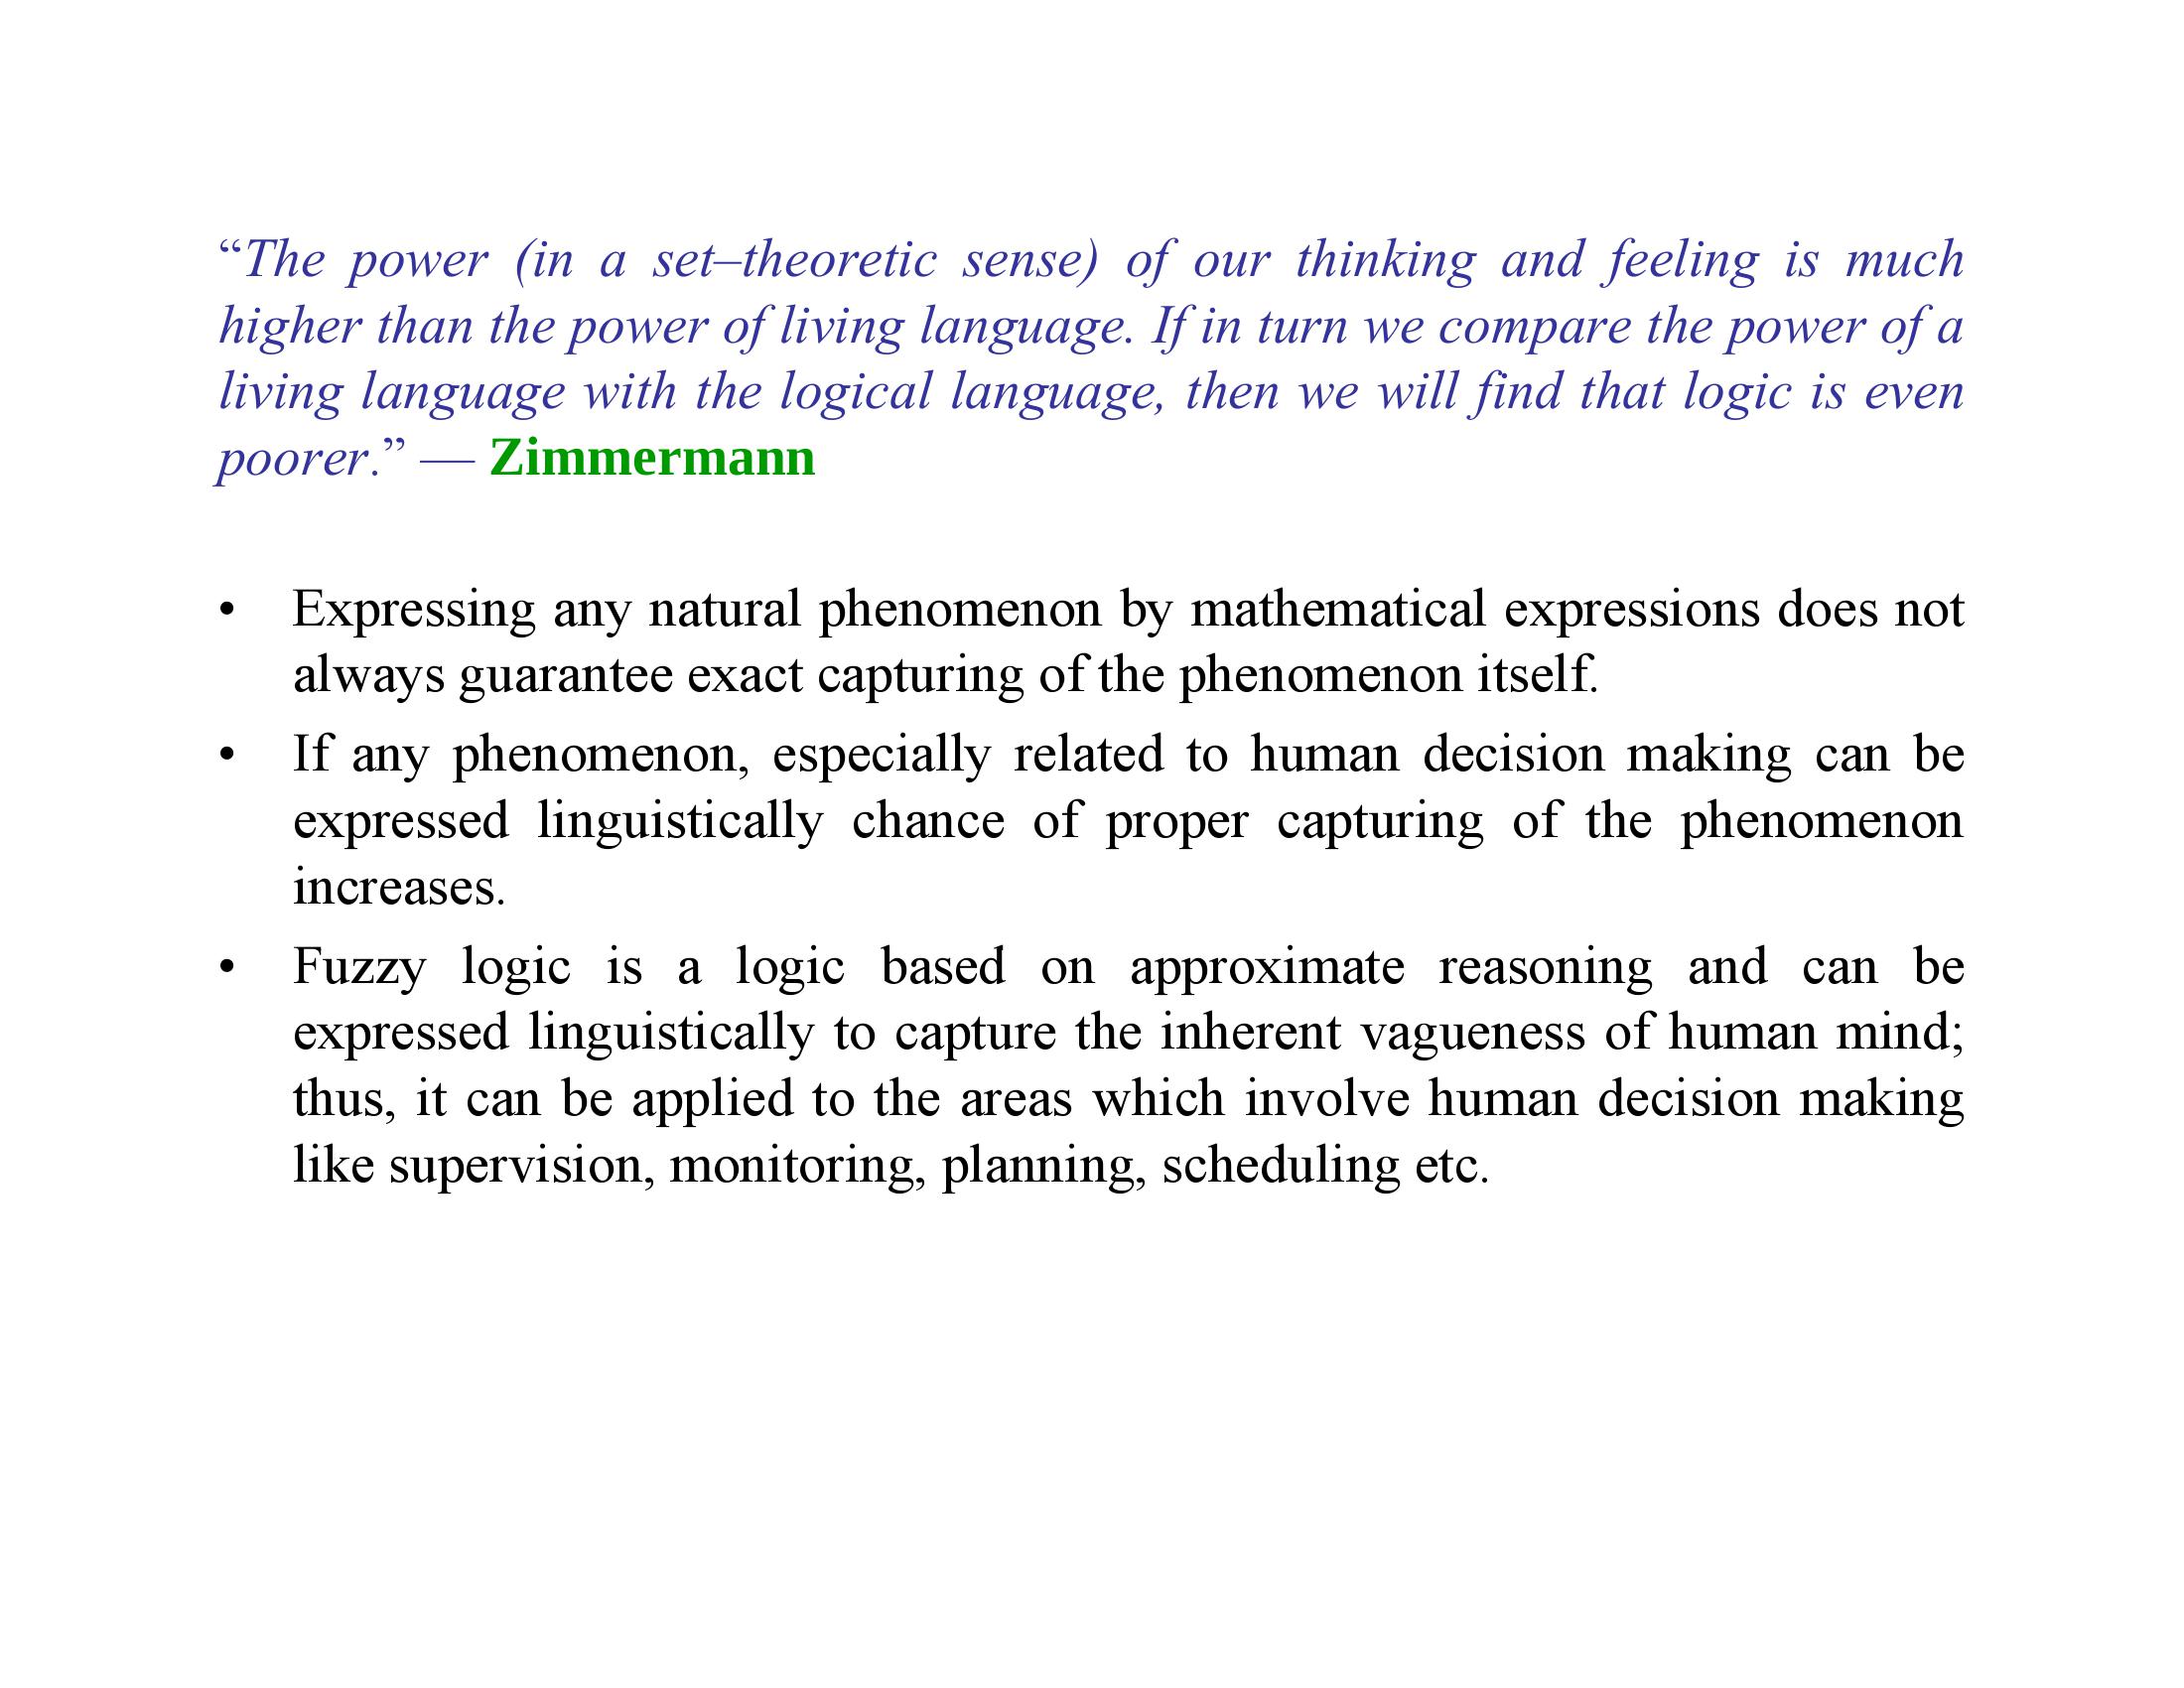 “The power (in a set–theoretic sense) of our thinking and feeling is much
higher than the power of living language. If in turn we compare the power of a
living language with the logical language, then we will find that logic is even
poorer.” — Zimmermann
• Expressing any natural phenomenon by mathematical expressions does not
always guarantee exact capturing of the phenomenon itself.
• If any phenomenon, especially related to human decision making can be
expressed linguistically chance of proper capturing of the phenomenon
increases.
• Fuzzy logic is a logic based on approximate reasoning and can be
expressed linguistically to capture the inherent vagueness of human mind;
thus, it can be applied to the areas which involve human decision making
like supervision, monitoring, planning, scheduling etc.